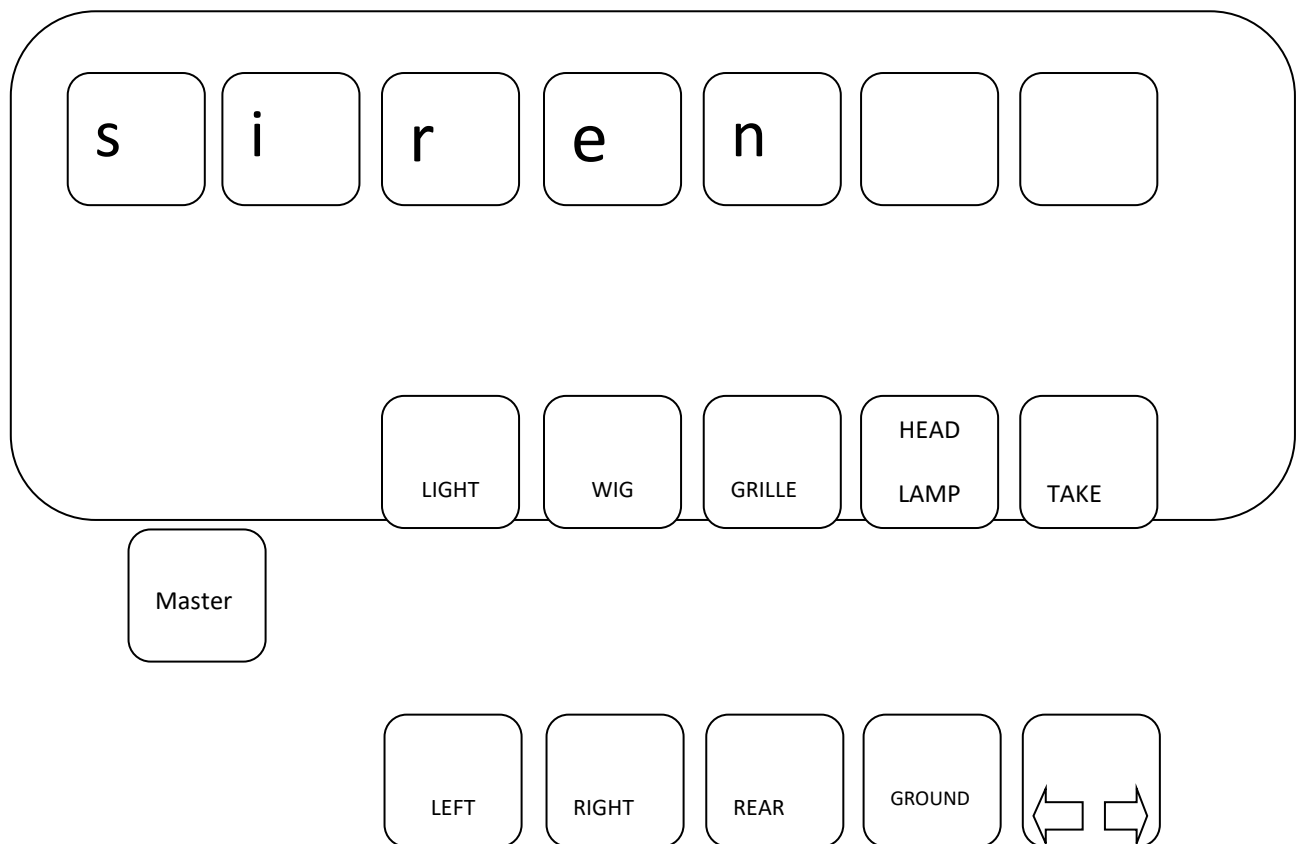 s i r e n
HEAD
LIGHT WIG GRILLE LAMP TAKE
Master
LEFT RIGHT REAR GROUND